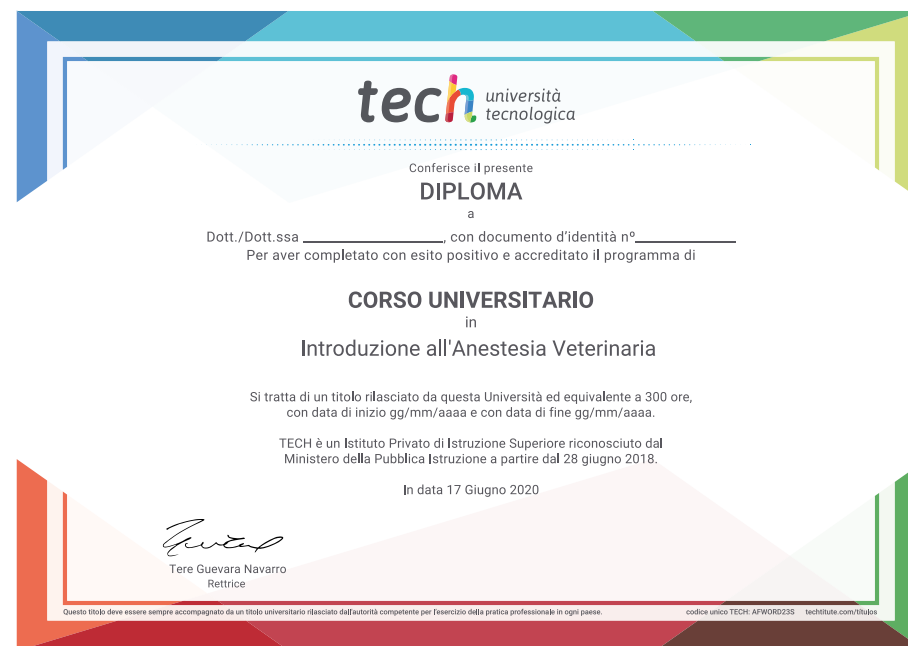 tech università
tecnologica
Conferisce il presente
DIPLOMA
a
Dott./Dott.ssa ____________________, con documento d'identità nº______________
Per aver completato con esito positivo e accreditato il programma di
CORSO UNIVERSITARIO
in
Introduzione all'Anestesia Veterinaria
Si tratta di un titolo rilasciato da questa Università ed equivalente a 300 ore,
con data di inizio gg/mm/aaaa e con data di fine gg/mm/aaaa.
TECH è un Istituto Privato di Istruzione Superiore riconosciuto dal
Ministero della Pubblica Istruzione a partire dal 28 giugno 2018.
In data 17 Giugno 2020
Tere Guevara Navarro
Rettrice
Questo titolo deve essere sempre accompagnato da un titolo universitario rilasciato dall'autorità competente per l'esercizio della pratica professionale in ogni paese. codice unico TECH: AFWORD23S techtitute.com/títulos